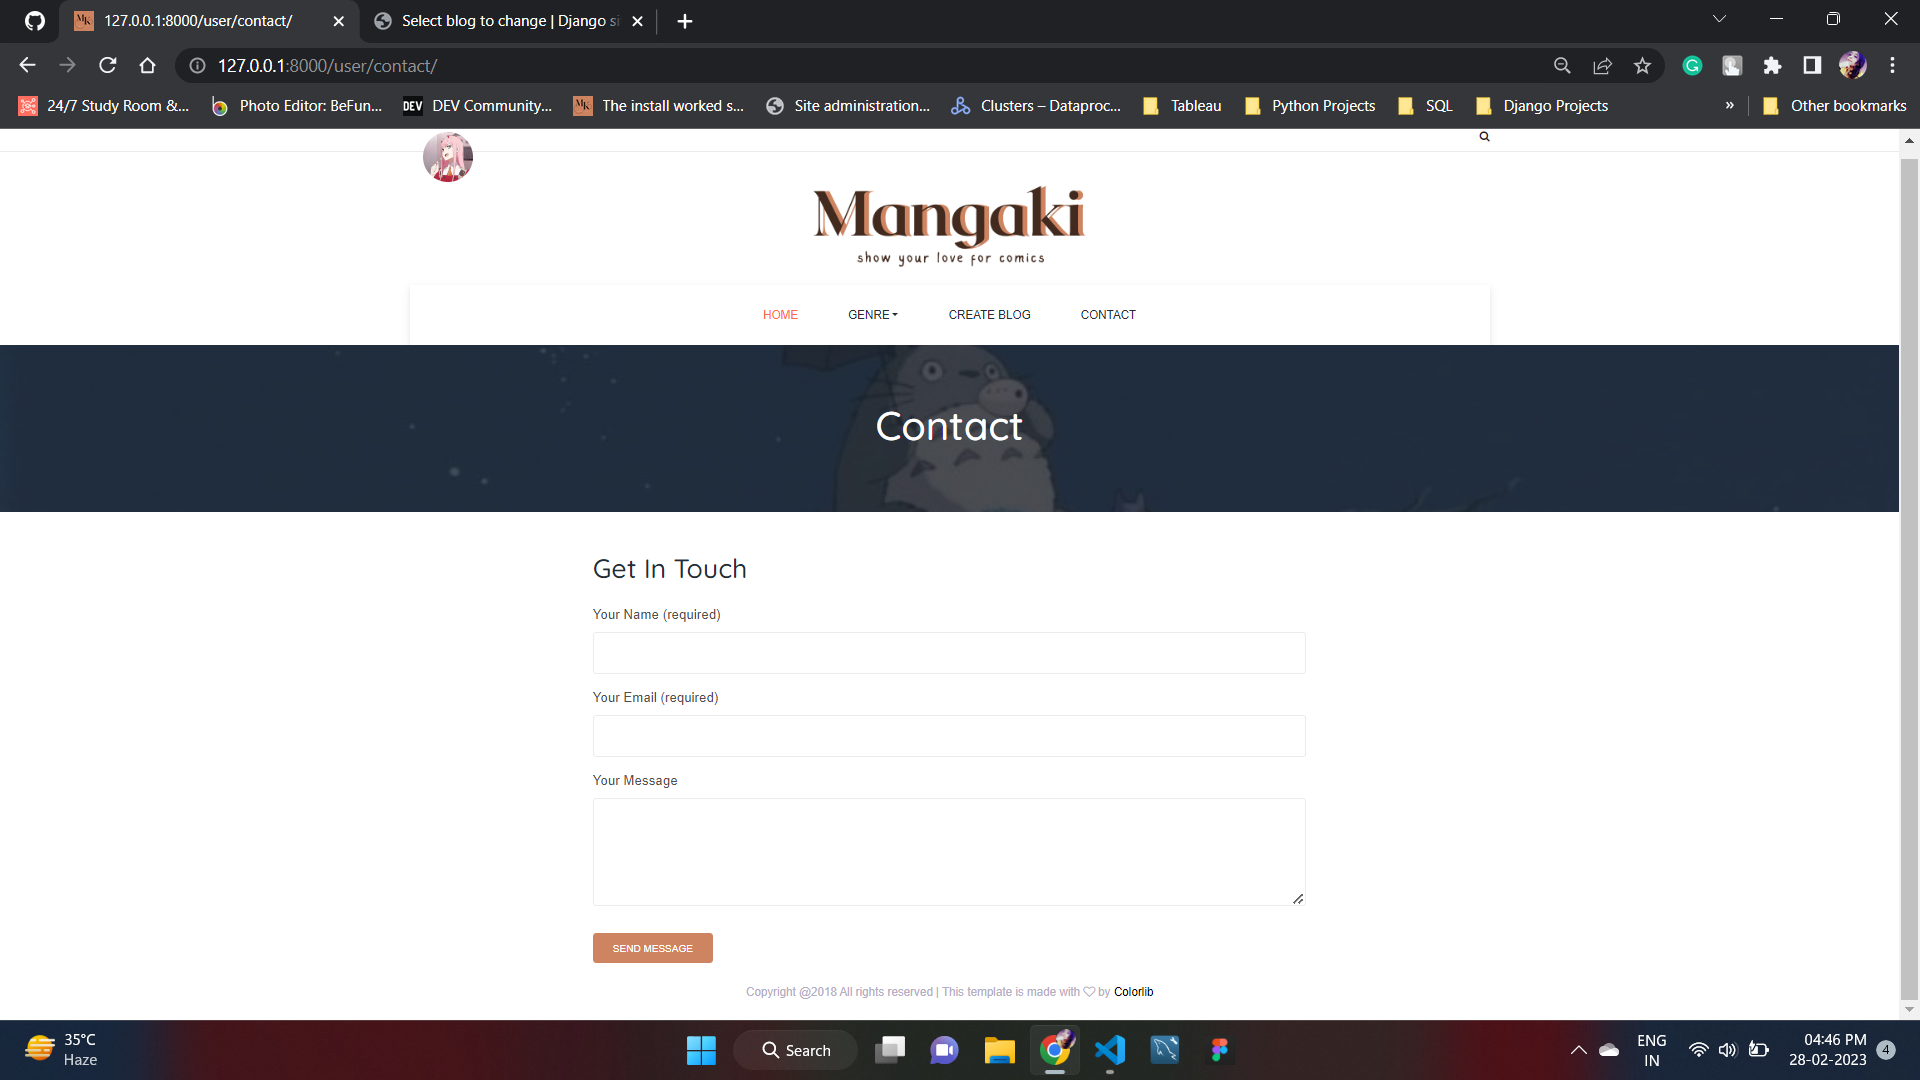 127.0.0.1:8000/user/contact/
Select blog to change | Django si
127.0.0.1:8000/user/contact/
24/7 Study Room &...
Photo Editor: BeFun...
DEV DEV Community...
MK The install worked s...
Site administration...
Clusters – Dataproc...
Tableau
Python Projects
SQL
Django Projects
»
Other bookmarks
Mangaki
show your love for comics
HOME
GENRE
CREATE BLOG
CONTACT
Contact
Get In Touch
Your Name (required)
Your Email (required)
Your Message
SEND MESSAGE
Copyright @2018 All rights reserved | This template is made with ♡ by Colorlib
35°C
Haze
Search
ENG
IN
04:46 PM
28-02-2023
4